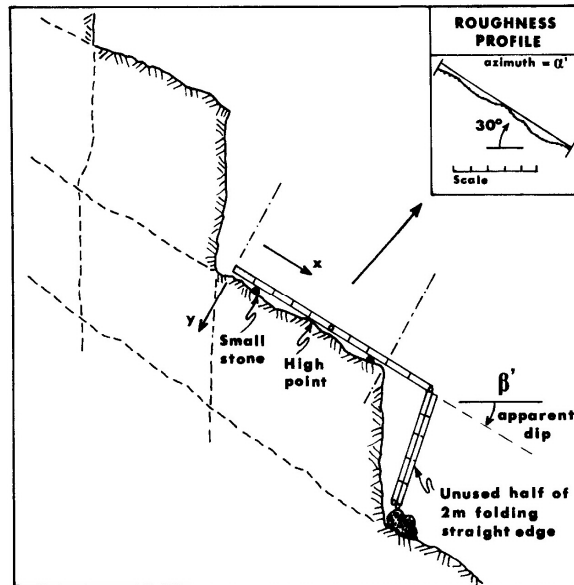 ROUGHNESS
PROFILE
azimuth = α'
30°
Scale
x
y
Small
stone
High
point
β'
apparent
dip
Unused half of
2m folding
straight edge